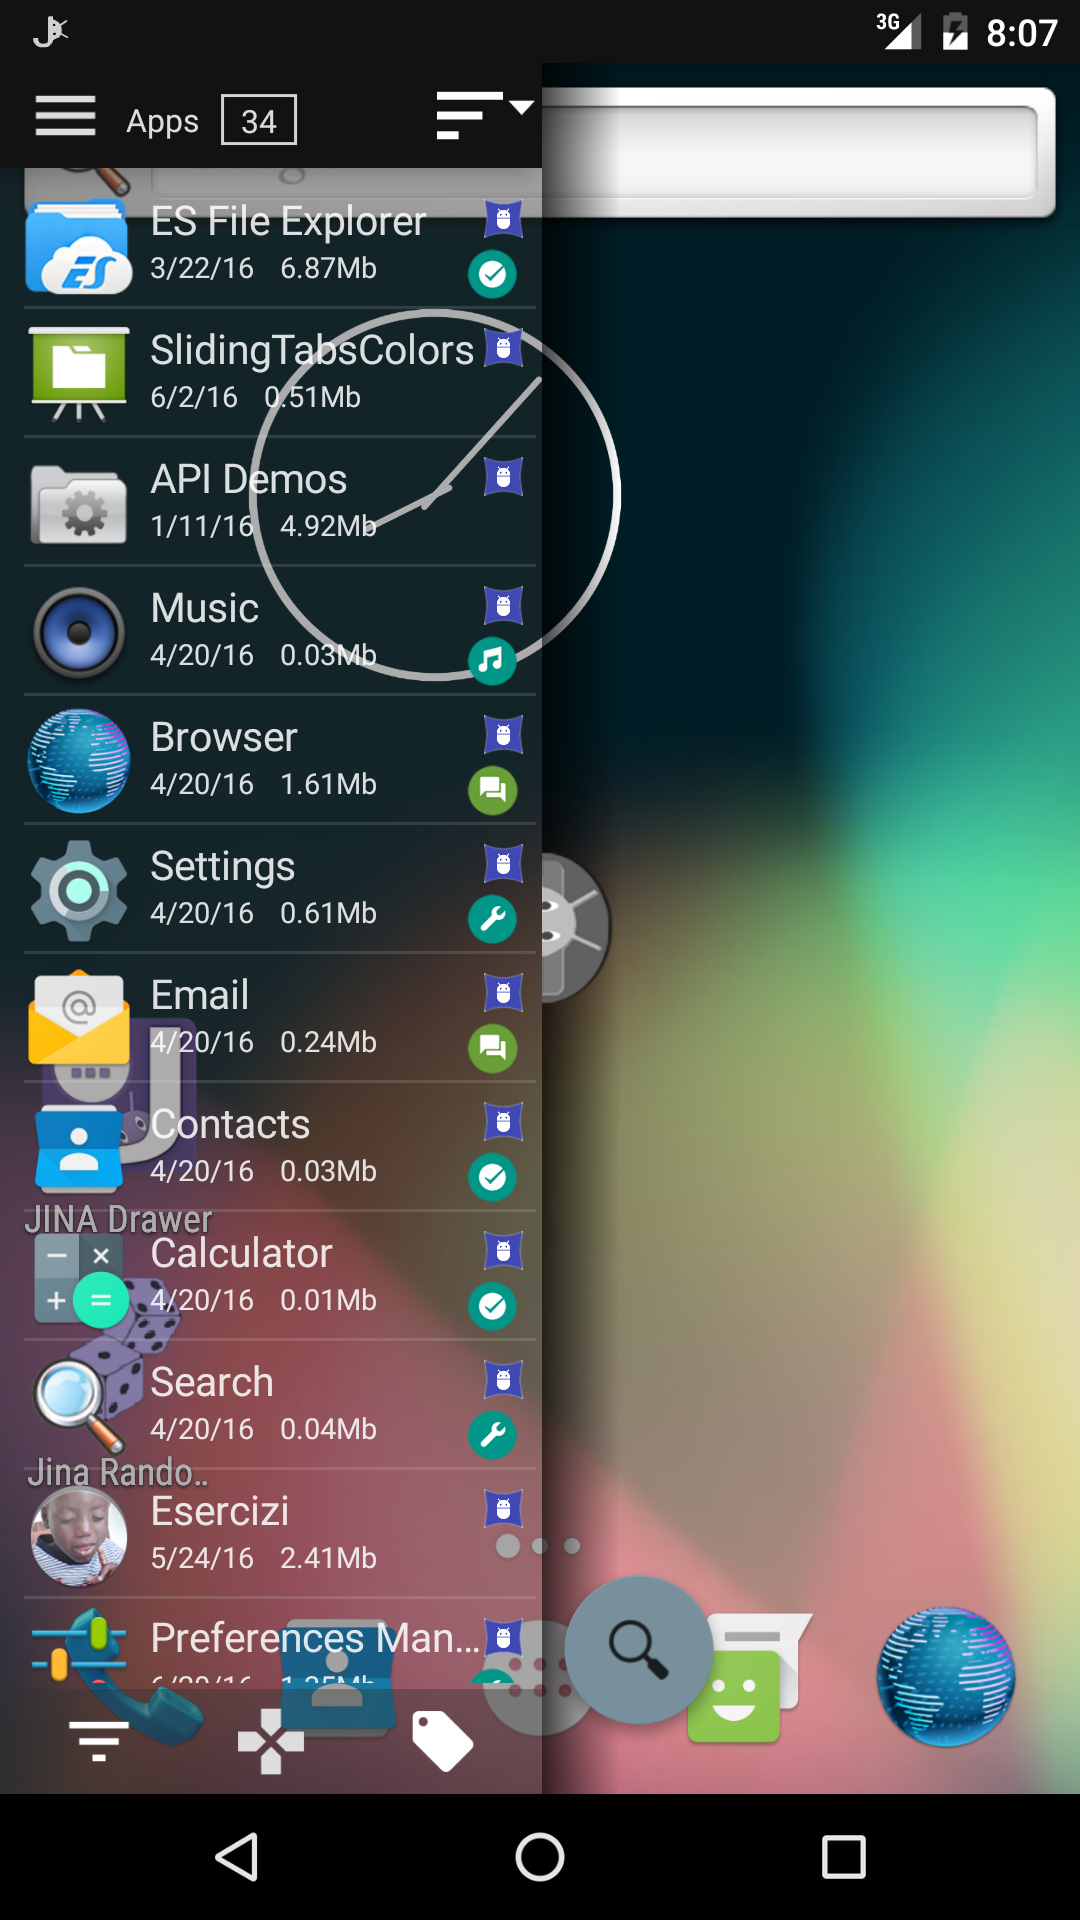 3G 8:07
Apps 34
ES File Explorer
3/22/16 6.87Mb
SlidingTabsColors
6/2/16 0.51Mb
API Demos
1/11/16 4.92Mb
Music
4/20/16 0.03Mb
Browser
4/20/16 1.61Mb
Settings
4/20/16 0.61Mb
Email
4/20/16 0.24Mb
Contacts
4/20/16 0.03Mb
JINA Drawer
Calculator
4/20/16 0.01Mb
Search
4/20/16 0.04Mb
Jina Rando..
Esercizi
5/24/16 2.41Mb
Preferences Man...